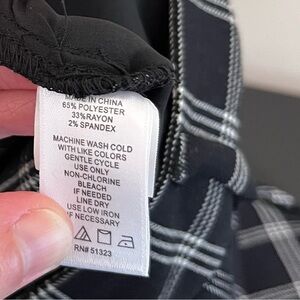 MADE IN CHINA
65% POLYESTER
33%RAYON
2% SPANDEX
MACHINE WASH COLD
WITH LIKE COLORS
GENTLE CYCLE
USE ONLY
NON-CHLORINE
BLEACH
IF NEEDED
LINE DRY
USE LOW IRON
IF NECESSARY
RN# 51323